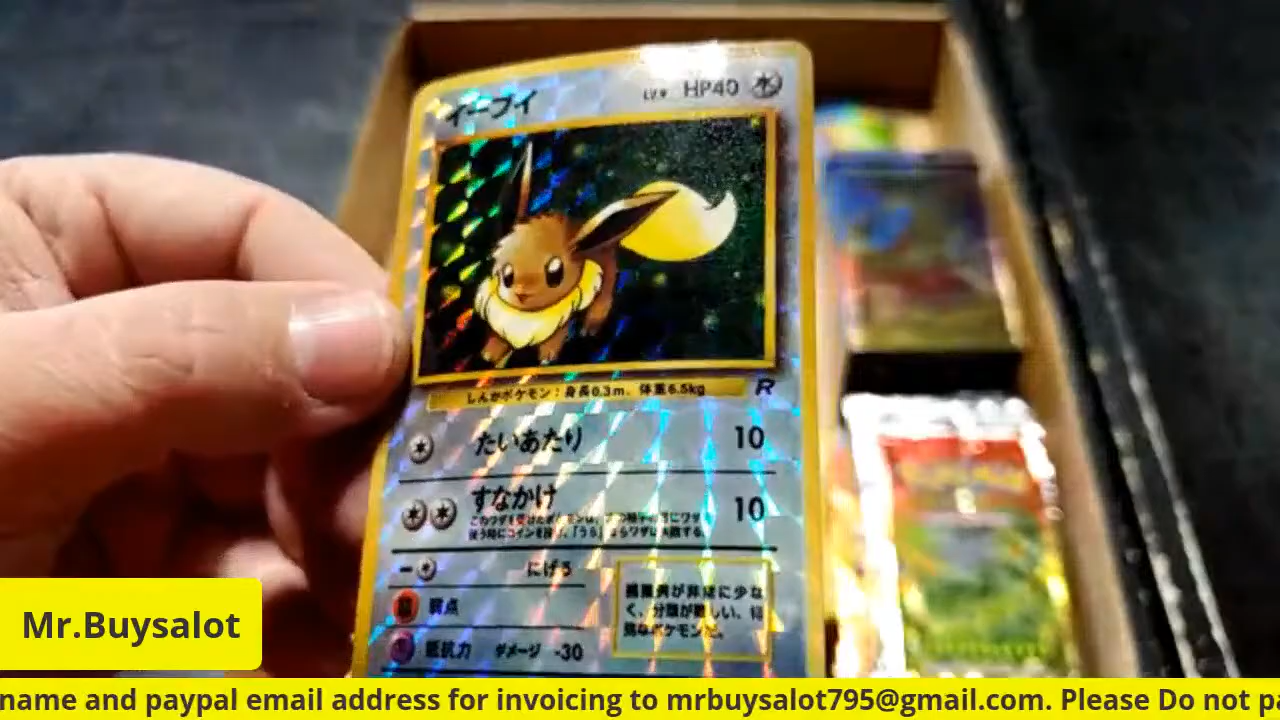 イーブイ LV.9 HP40
しんかポケモン：身長0.3m、体重6.5kg R
たいあたり 10
すなかけ 10
にげる
弱点
抵抗力 ダメージ -30
Mr.Buysalot
name and paypal email address for invoicing to mrbuysalot795@gmail.com. Please Do not pa